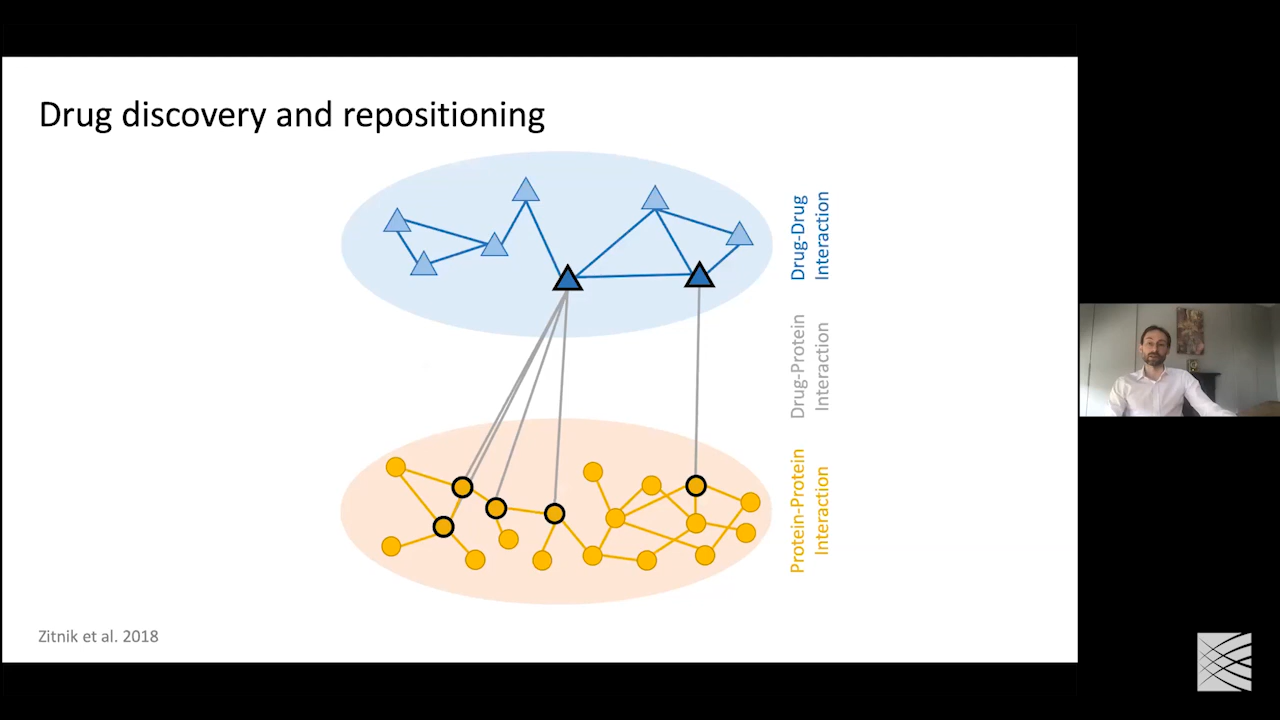 Drug discovery and repositioning
Drug-Drug
Interaction
Drug-Protein
Interaction
Protein-Protein
Interaction
Zitnik et al. 2018